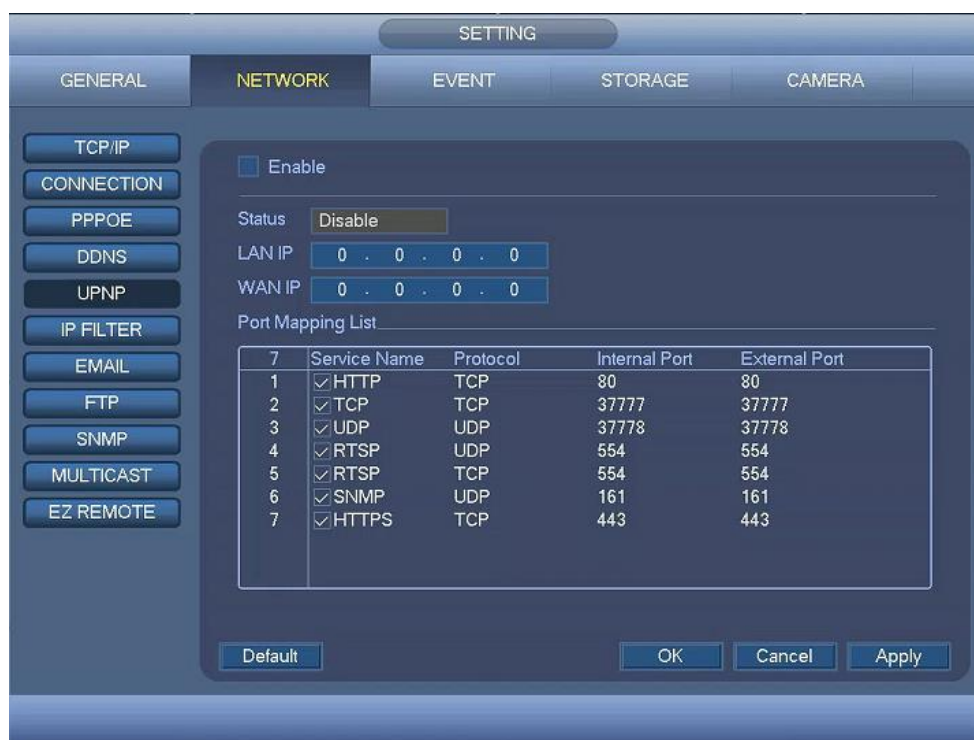 SETTING
GENERAL NETWORK EVENT STORAGE CAMERA
TCP/IP
CONNECTION
PPPOE
DDNS
UPNP
IP FILTER
EMAIL
FTP
SNMP
MULTICAST
EZ REMOTE
Enable
Status Disable
LAN IP 0 . 0 . 0 . 0
WAN IP 0 . 0 . 0 . 0
Port Mapping List
7 Service Name Protocol Internal Port External Port
1 HTTP TCP 80 80
2 TCP TCP 37777 37777
3 UDP UDP 37778 37778
4 RTSP UDP 554 554
5 RTSP TCP 554 554
6 SNMP UDP 161 161
7 HTTPS TCP 443 443
Default OK Cancel Apply